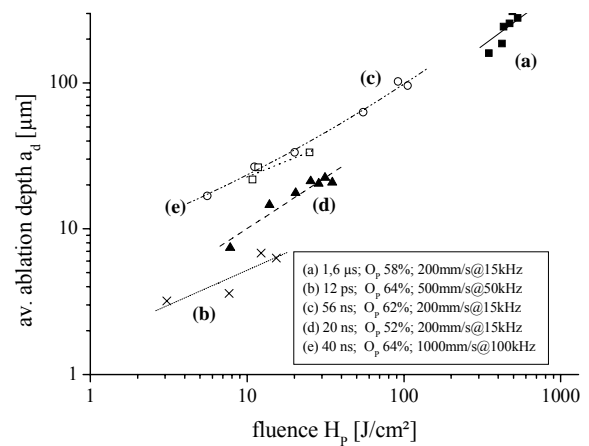 av. ablation depth a_d [µm]
100
10
1
(a)
(c)
(e)
(d)
(b)
(a) 1,6 µs; O_P 58%; 200mm/s@15kHz
(b) 12 ps; O_P 64%; 500mm/s@50kHz
(c) 56 ns; O_P 62%; 200mm/s@15kHz
(d) 20 ns; O_P 52%; 200mm/s@15kHz
(e) 40 ns; O_P 64%; 1000mm/s@100kHz
1 10 100 1000
fluence H_P [J/cm²]